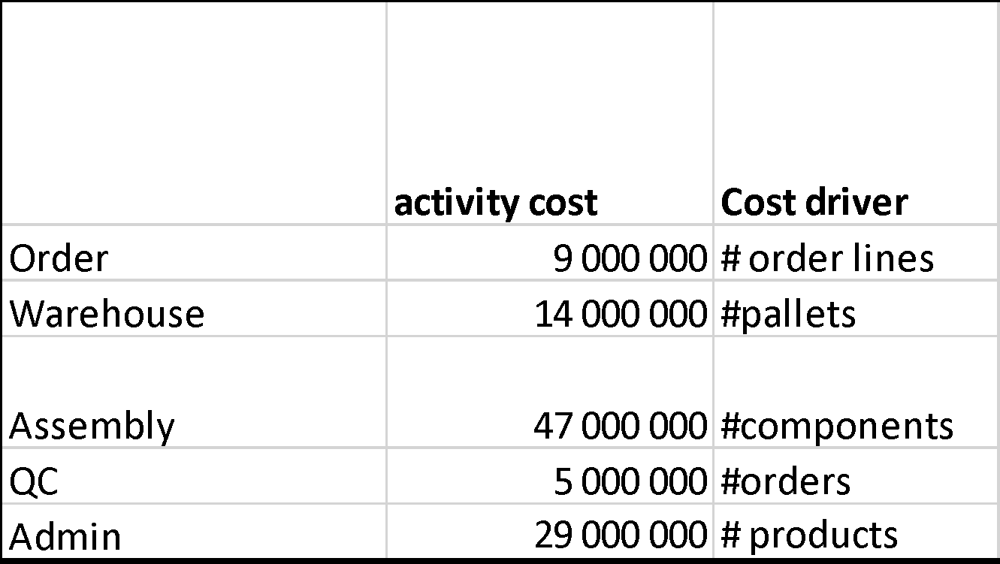 activity cost Cost driver
Order 9 000 000 # order lines
Warehouse 14 000 000 #pallets
Assembly 47 000 000 #components
QC 5 000 000 #orders
Admin 29 000 000 # products